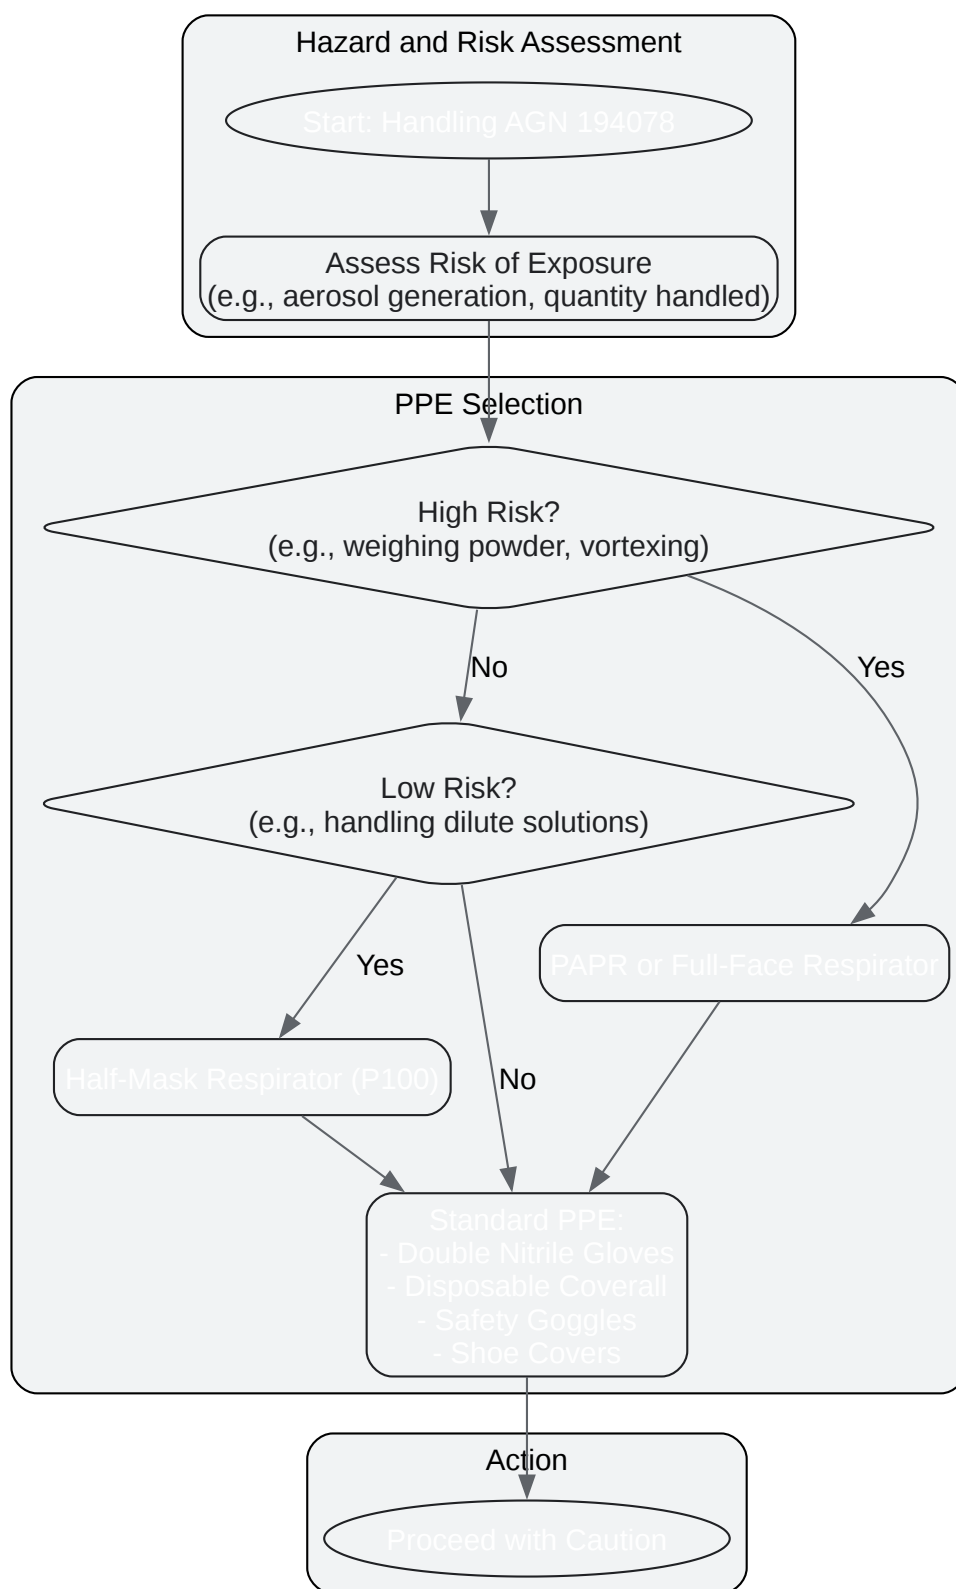 Hazard and Risk Assessment
Start: Handling AGN 194078
Assess Risk of Exposure
(e.g., aerosol generation, quantity handled)
PPE Selection
High Risk?
(e.g., weighing powder, vortexing)
No
Yes
Low Risk?
(e.g., handling dilute solutions)
Yes
PAPR or Full-Face Respirator
Half-Mask Respirator (P100)
No
Standard PPE:
- Double Nitrile Gloves
- Disposable Coverall
- Safety Goggles
- Shoe Covers
Action
Proceed with Caution